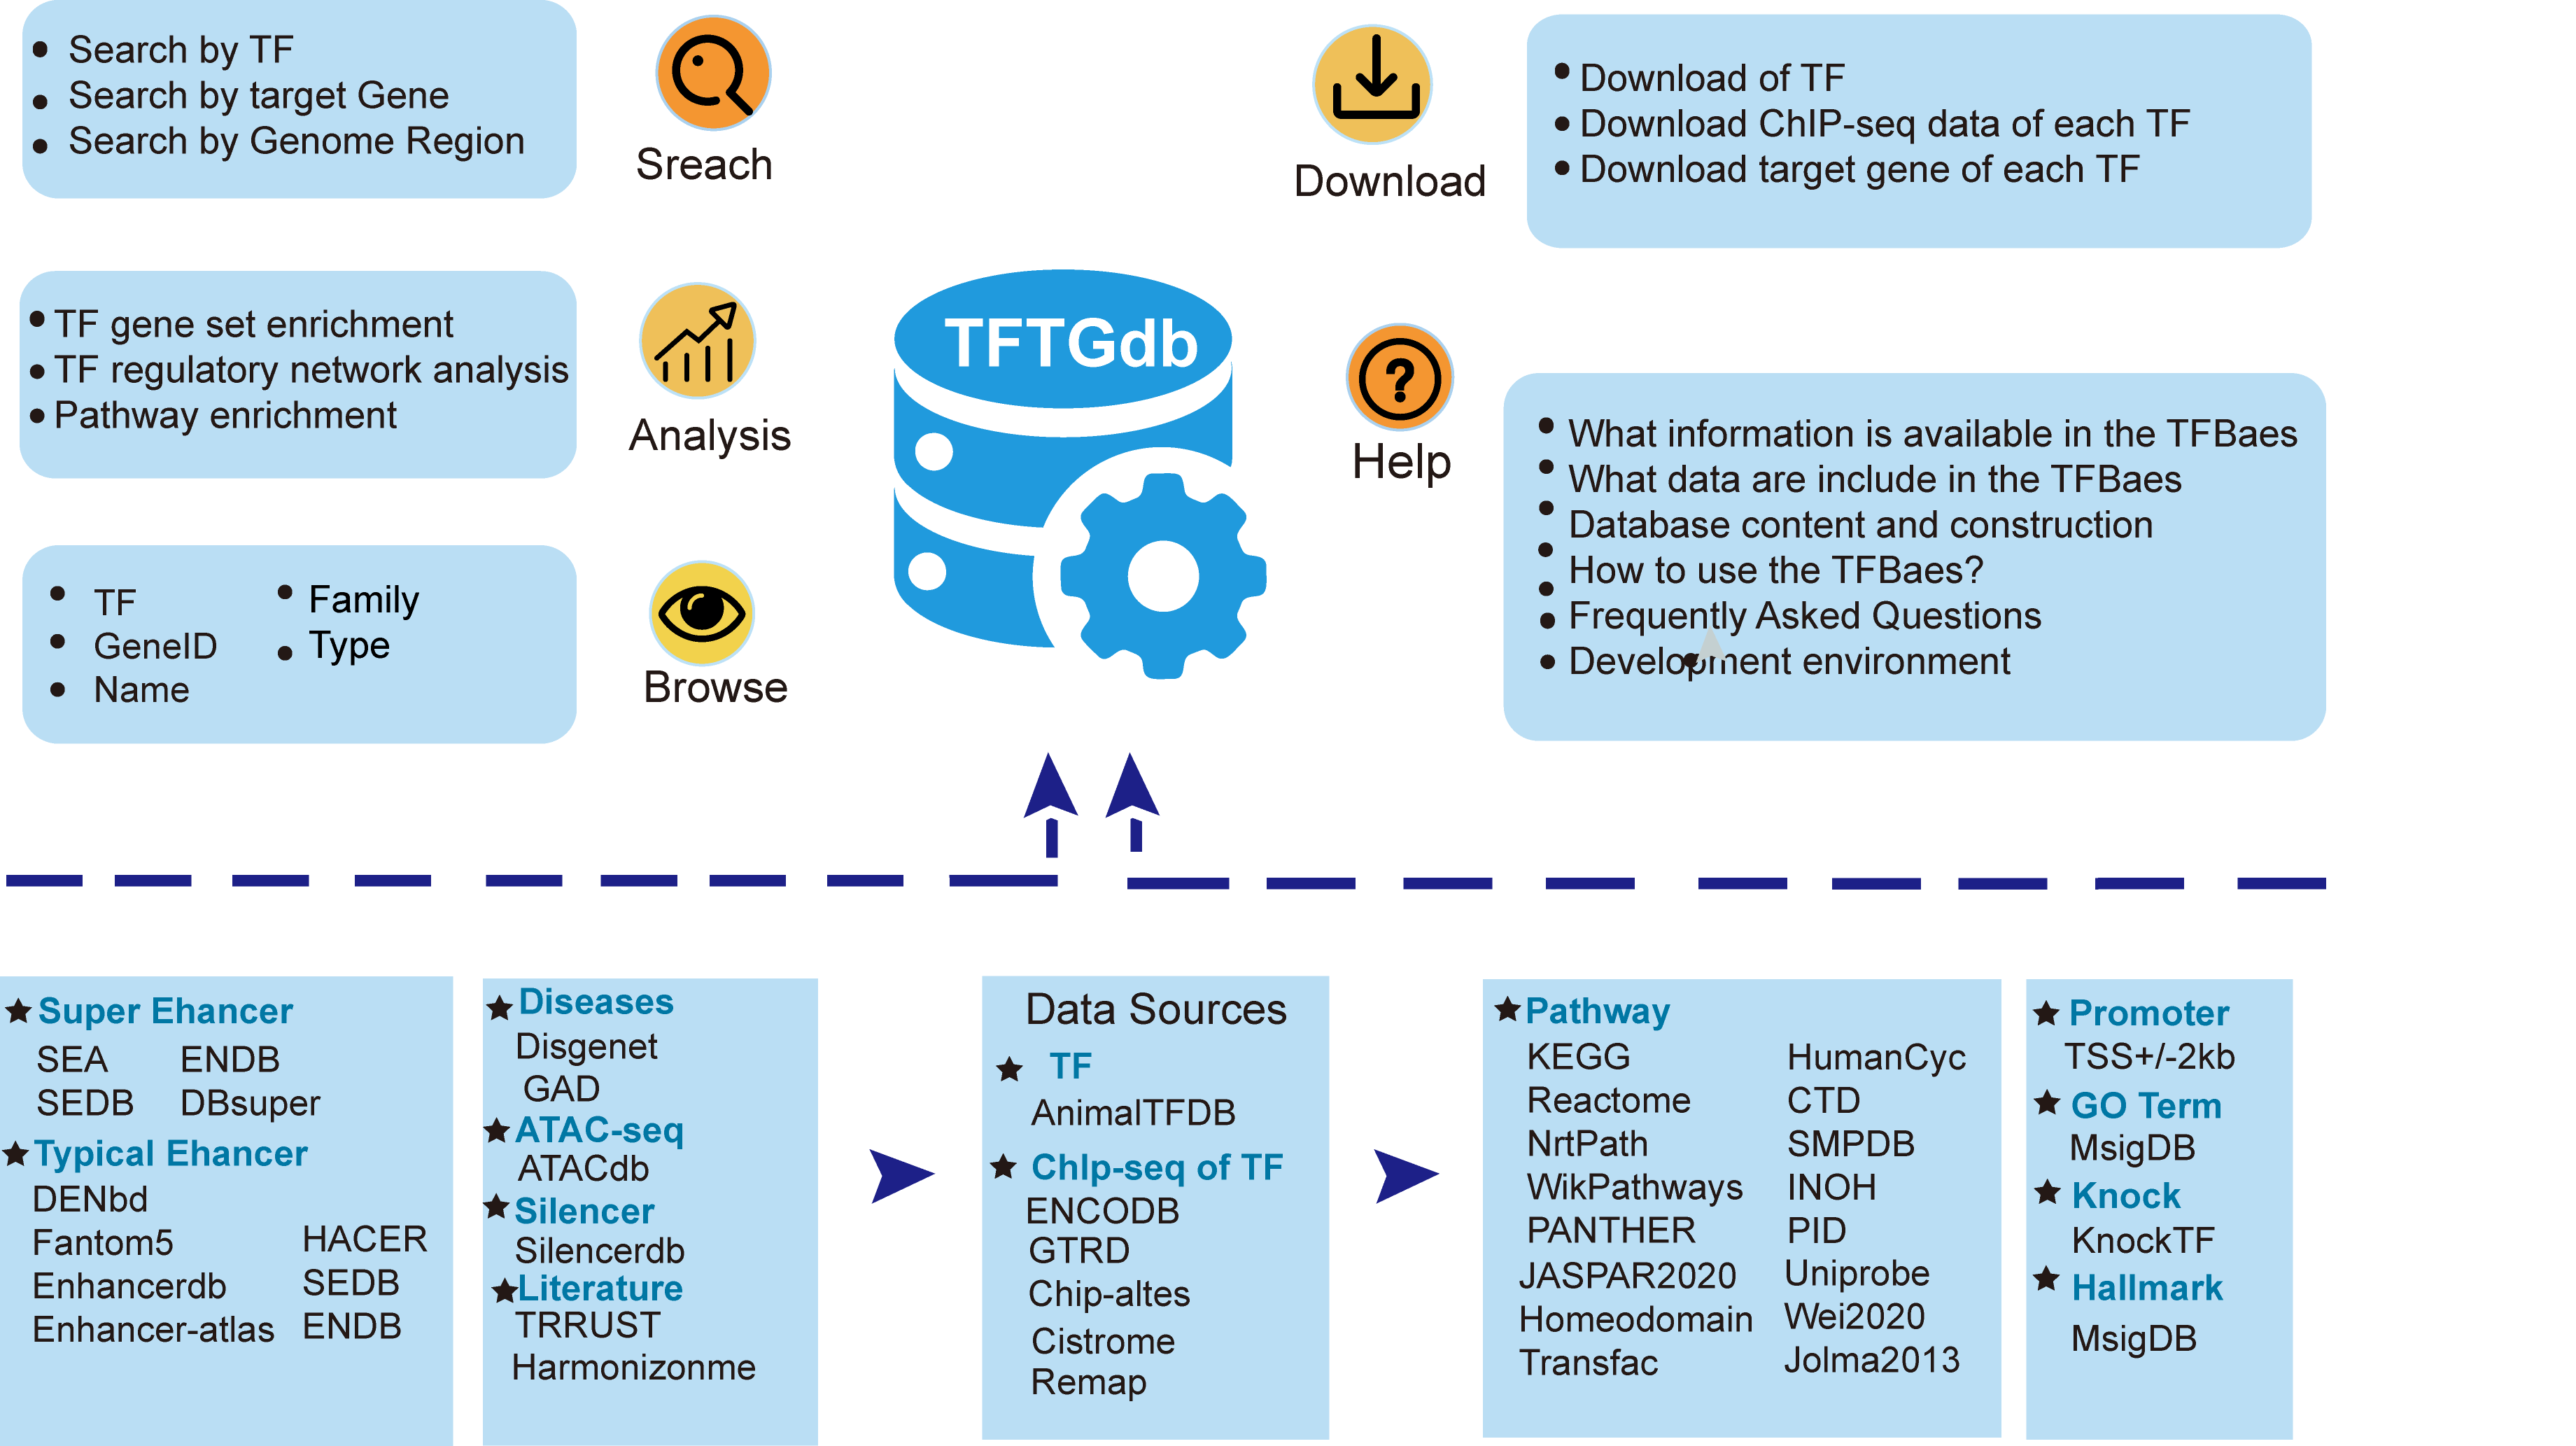 Search by TF
Search by target Gene
Search by Genome Region
Sreach
Download
Download of TF
Download ChIP-seq data of each TF
Download target gene of each TF
TF gene set enrichment
TF regulatory network analysis
Pathway enrichment
Analysis
TFTGdb
Help
What information is available in the TFBaes
What data are include in the TFBaes
Database content and construction
How to use the TFBaes?
Frequently Asked Questions
Development environment
TF
GeneID
Name
Family
Type
Browse
Super Ehancer
SEA ENDB
SEDB DBsuper
Typical Ehancer
DENbd
Fantom5 HACER
Enhancerdb SEDB
Enhancer-atlas ENDB
Diseases
Disgenet
GAD
ATAC-seq
ATACdb
Silencer
Silencerdb
Literature
TRRUST
Harmonizonme
Data Sources
TF
AnimalTFDB
ChIp-seq of TF
ENCODB
GTRD
Chip-altes
Cistrome
Remap
Pathway
KEGG HumanCyc
Reactome CTD
NrtPath SMPDB
WikPathways INOH
PANTHER PID
JASPAR2020 Uniprobe
Homeodomain Wei2020
Transfac Jolma2013
Promoter
TSS+/-2kb
GO Term
MsigDB
Knock
KnockTF
Hallmark
MsigDB